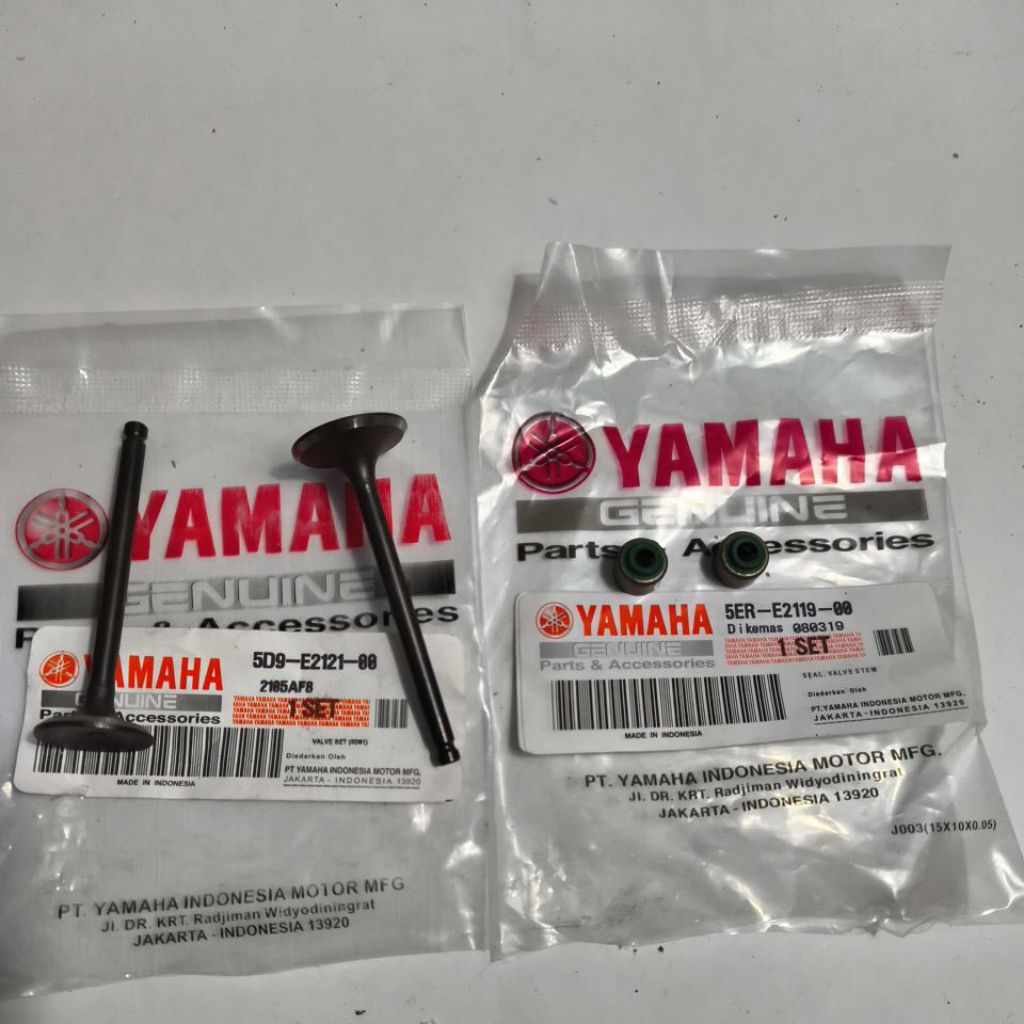 YAMAHA
GENUINE
Parts & Accessories
YAMAHA
GENUINE
Parts & Accessories
5D9-E2121-00
2105AFB
1 SET
VALVE SET (5D91)
Diedarkan Oleh
PT YAMAHA INDONESIA MOTOR MFG.
JAKARTA - INDONESIA 13920
MADE IN INDONESIA
PT. YAMAHA INDONESIA MOTOR MFG
Jl. DR. KRT. Radjiman Widyodiningrat
JAKARTA - INDONESIA 13920
YAMAHA
GENUINE
Parts & Accessories
YAMAHA
GENUINE
Parts & Accessories
5ER-E2119-00
Dikemas 080319
1 SET
SEAL, VALVE STEM
Diedarkan Oleh
PT.YAMAHA INDONESIA MOTOR MFG.
JAKARTA - INDONESIA 13920
MADE IN INDONESIA
PT. YAMAHA INDONESIA MOTOR MFG.
Jl. DR. KRT. Radjiman Widyodiningrat
JAKARTA - INDONESIA 13920
J003(15X10X0.05)